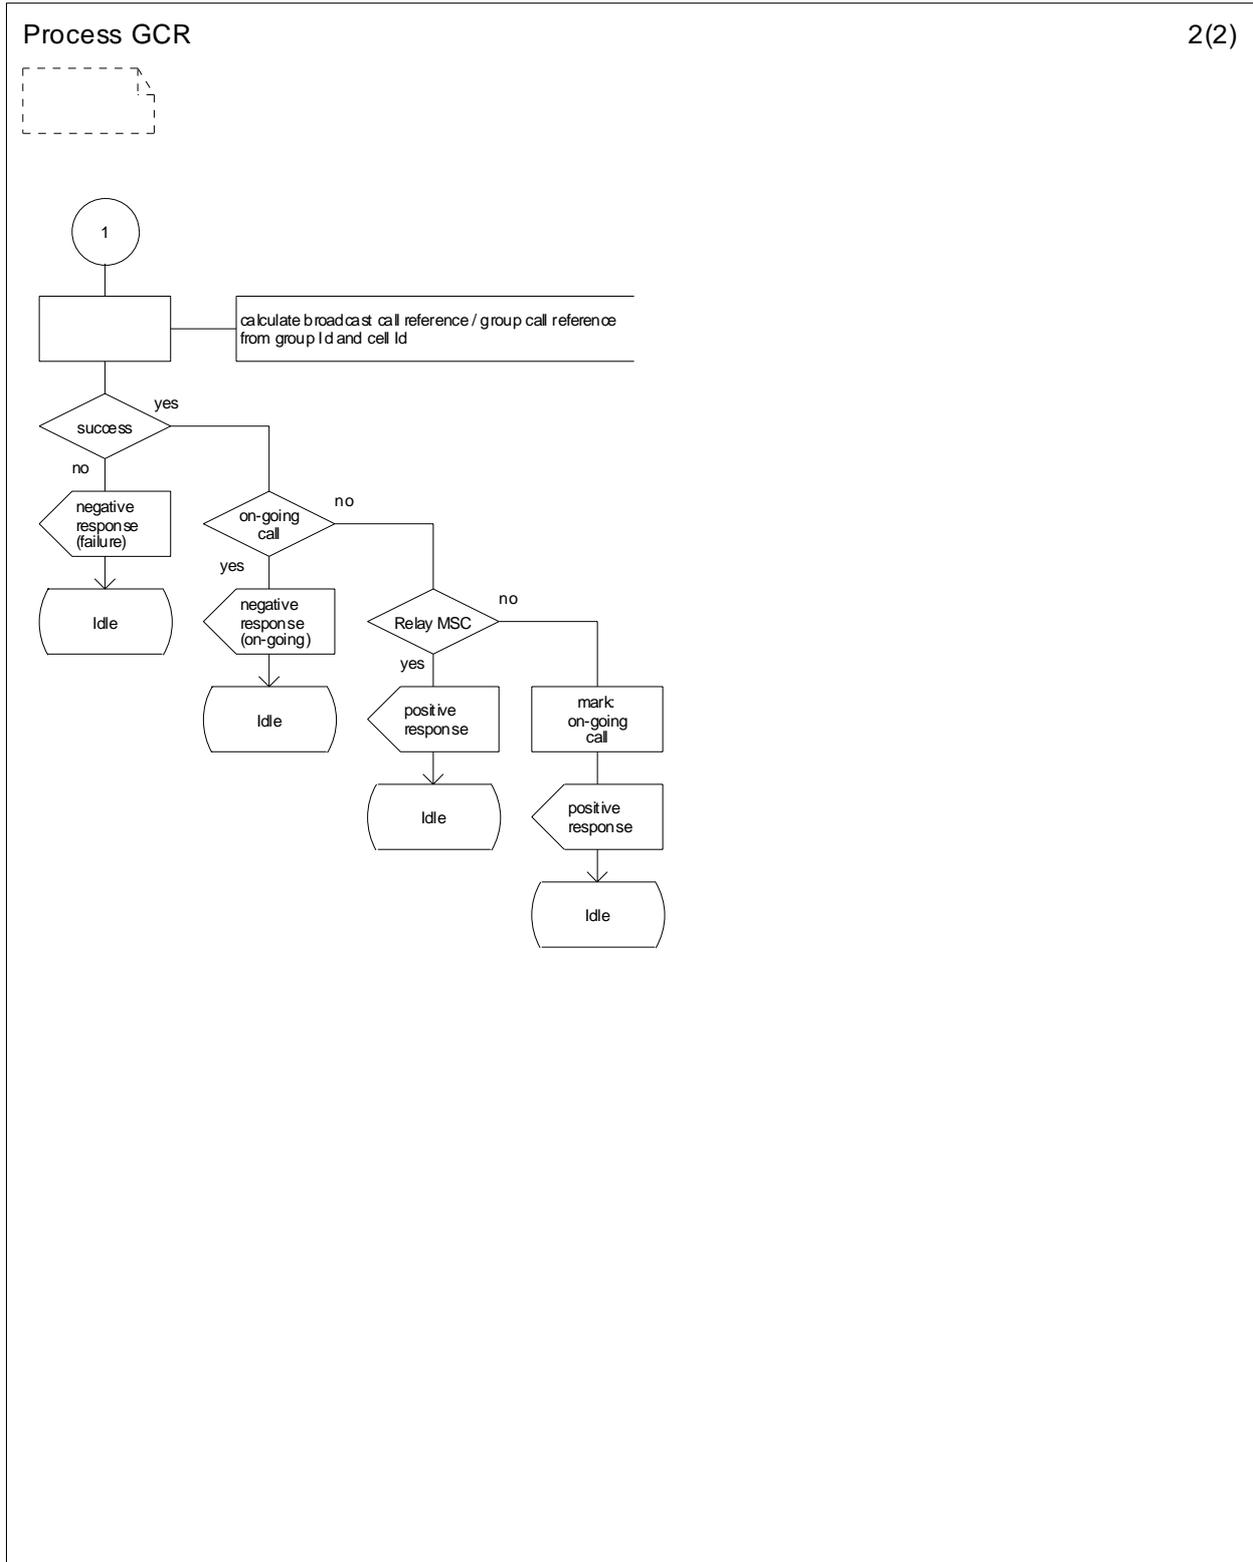 Process GCR
2(2)
1
calculate broadcast call reference / group call reference
from group Id and cell Id
yes
success
no
negative
response
(failure)
Idle
no
on-going
call
yes
negative
response
(on-going)
Idle
no
Relay MSC
yes
positive
response
Idle
mark:
on-going
call
positive
response
Idle